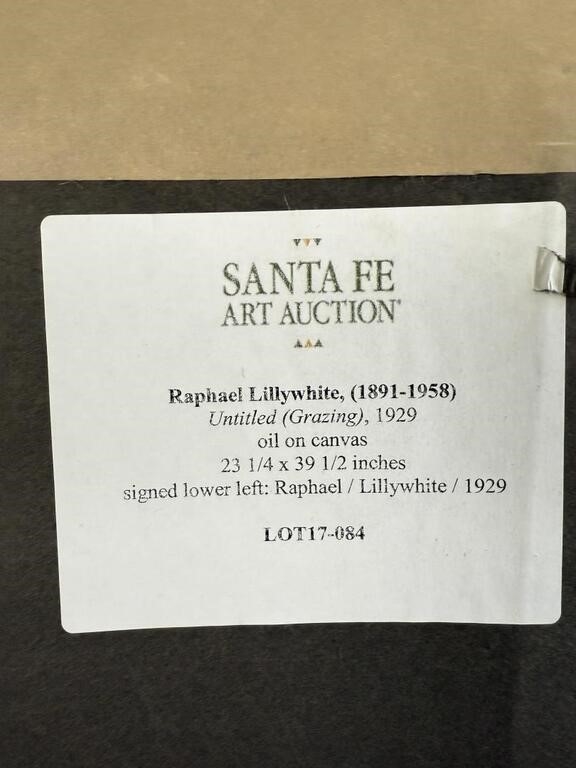 SANTA FE
ART AUCTION
Raphael Lillywhite, (1891-1958)
Untitled (Grazing), 1929
oil on canvas
23 1/4 x 39 1/2 inches
signed lower left: Raphael / Lillywhite / 1929
LOT17-084